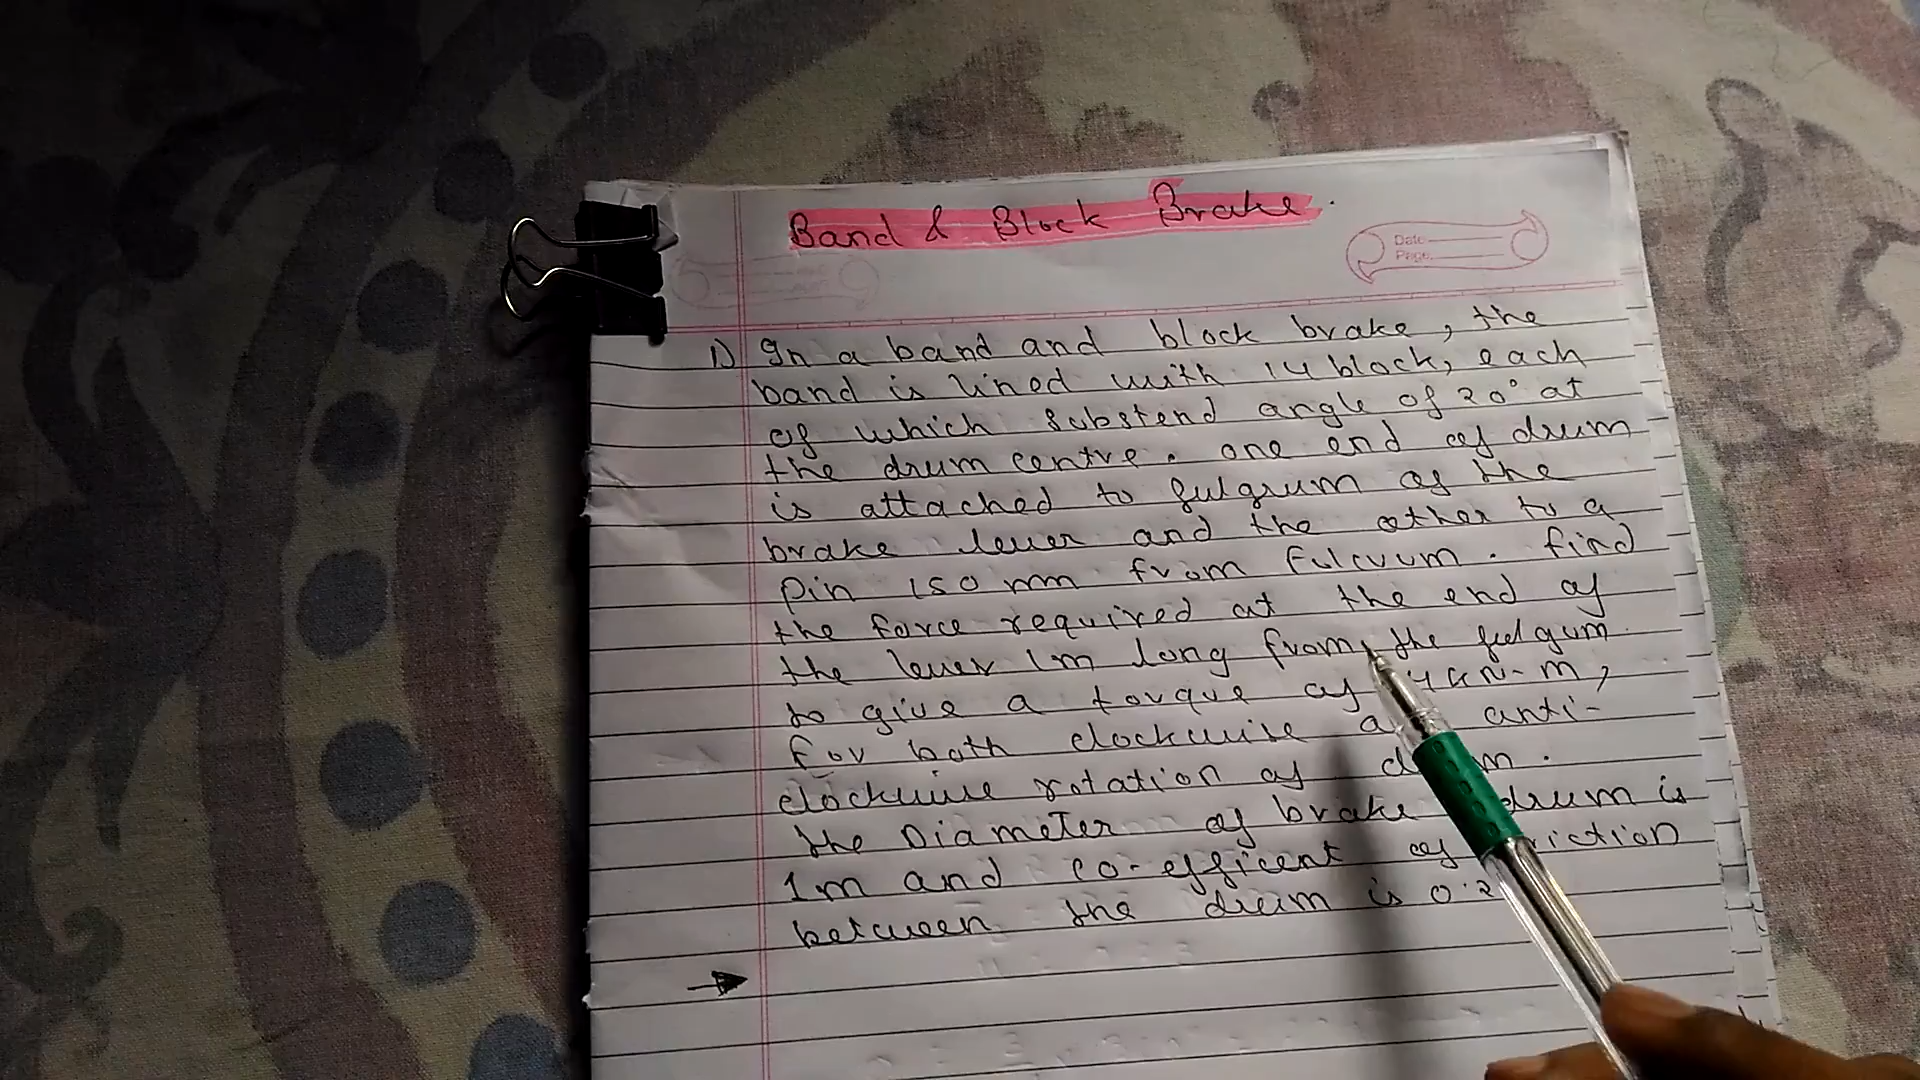 Band & Block Brake.
Date
Page
1) In a band and block brake, the
band is lined with 14 block, each
of which substend angle of 20° at
the drum centre. one end of drum
is attached to fulgrum of the
brake lever and the other to a
pin 150 mm from fulcrum. find
the force required at the end of
the lever 1m long from the fulgum
to give a torque of 4kN-m,
for both clockwise a anti-
clockwise rotation of
The Diameter of brake drum is
1m and co-efficent of
between the drum is 0.2